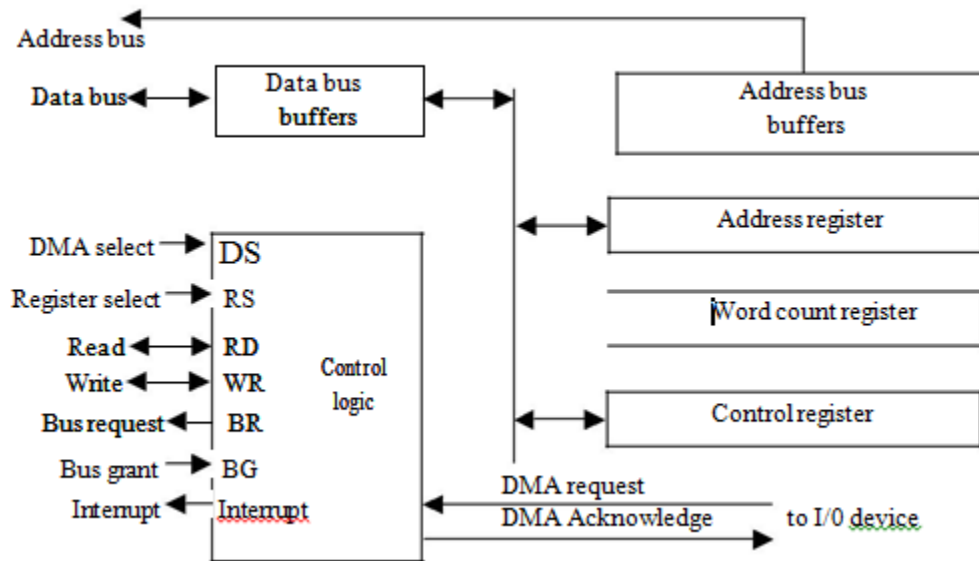 Address bus
Data bus
Data bus
buffers
Address bus
buffers
Address register
DMA select
DS
Register select
RS
Word count register
Read
RD
Control
logic
Write
WR
Bus request
BR
Control register
Bus grant
BG
DMA request
Interrupt
Interrupt
DMA Acknowledge
to I/0 device